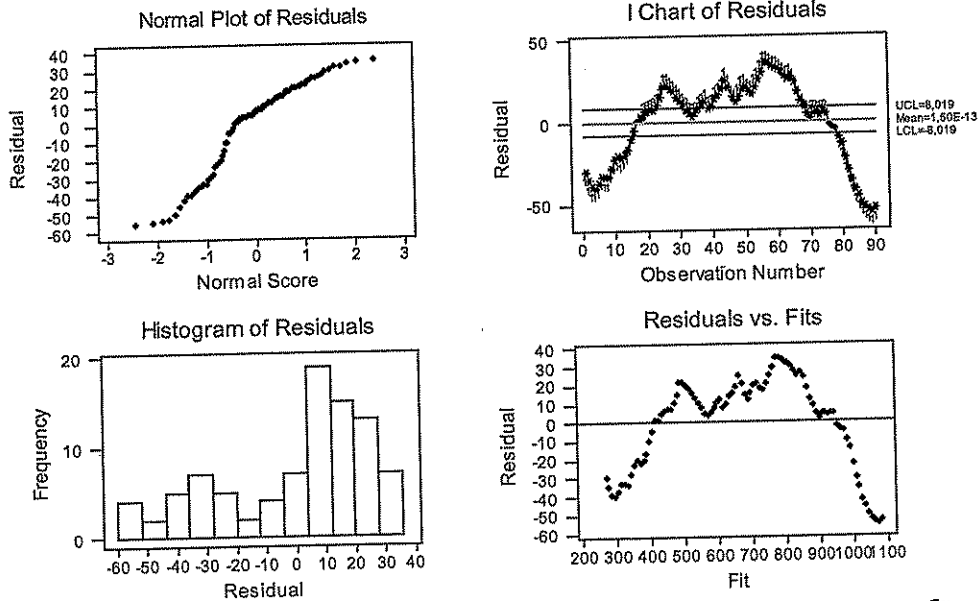 Normal Plot of Residuals
Residual
40
30
20
10
0
-10
-20
-30
-40
-50
-60
-3
-2
-1
0
1
2
3
Normal Score
I Chart of Residuals
Residual
50
0
-50
UCL=8,019
Mean=1,50E-13
LCL=-8,019
0 10 20 30 40 50 60 70 80 90
Observation Number
Histogram of Residuals
Frequency
20
10
0
-60 -50 -40 -30 -20 -10 0 10 20 30 40
Residual
Residuals vs. Fits
Residual
40
30
20
10
0
-10
-20
-30
-40
-50
-60
200 300 400 500 600 700 800 900 1000 1100
Fit